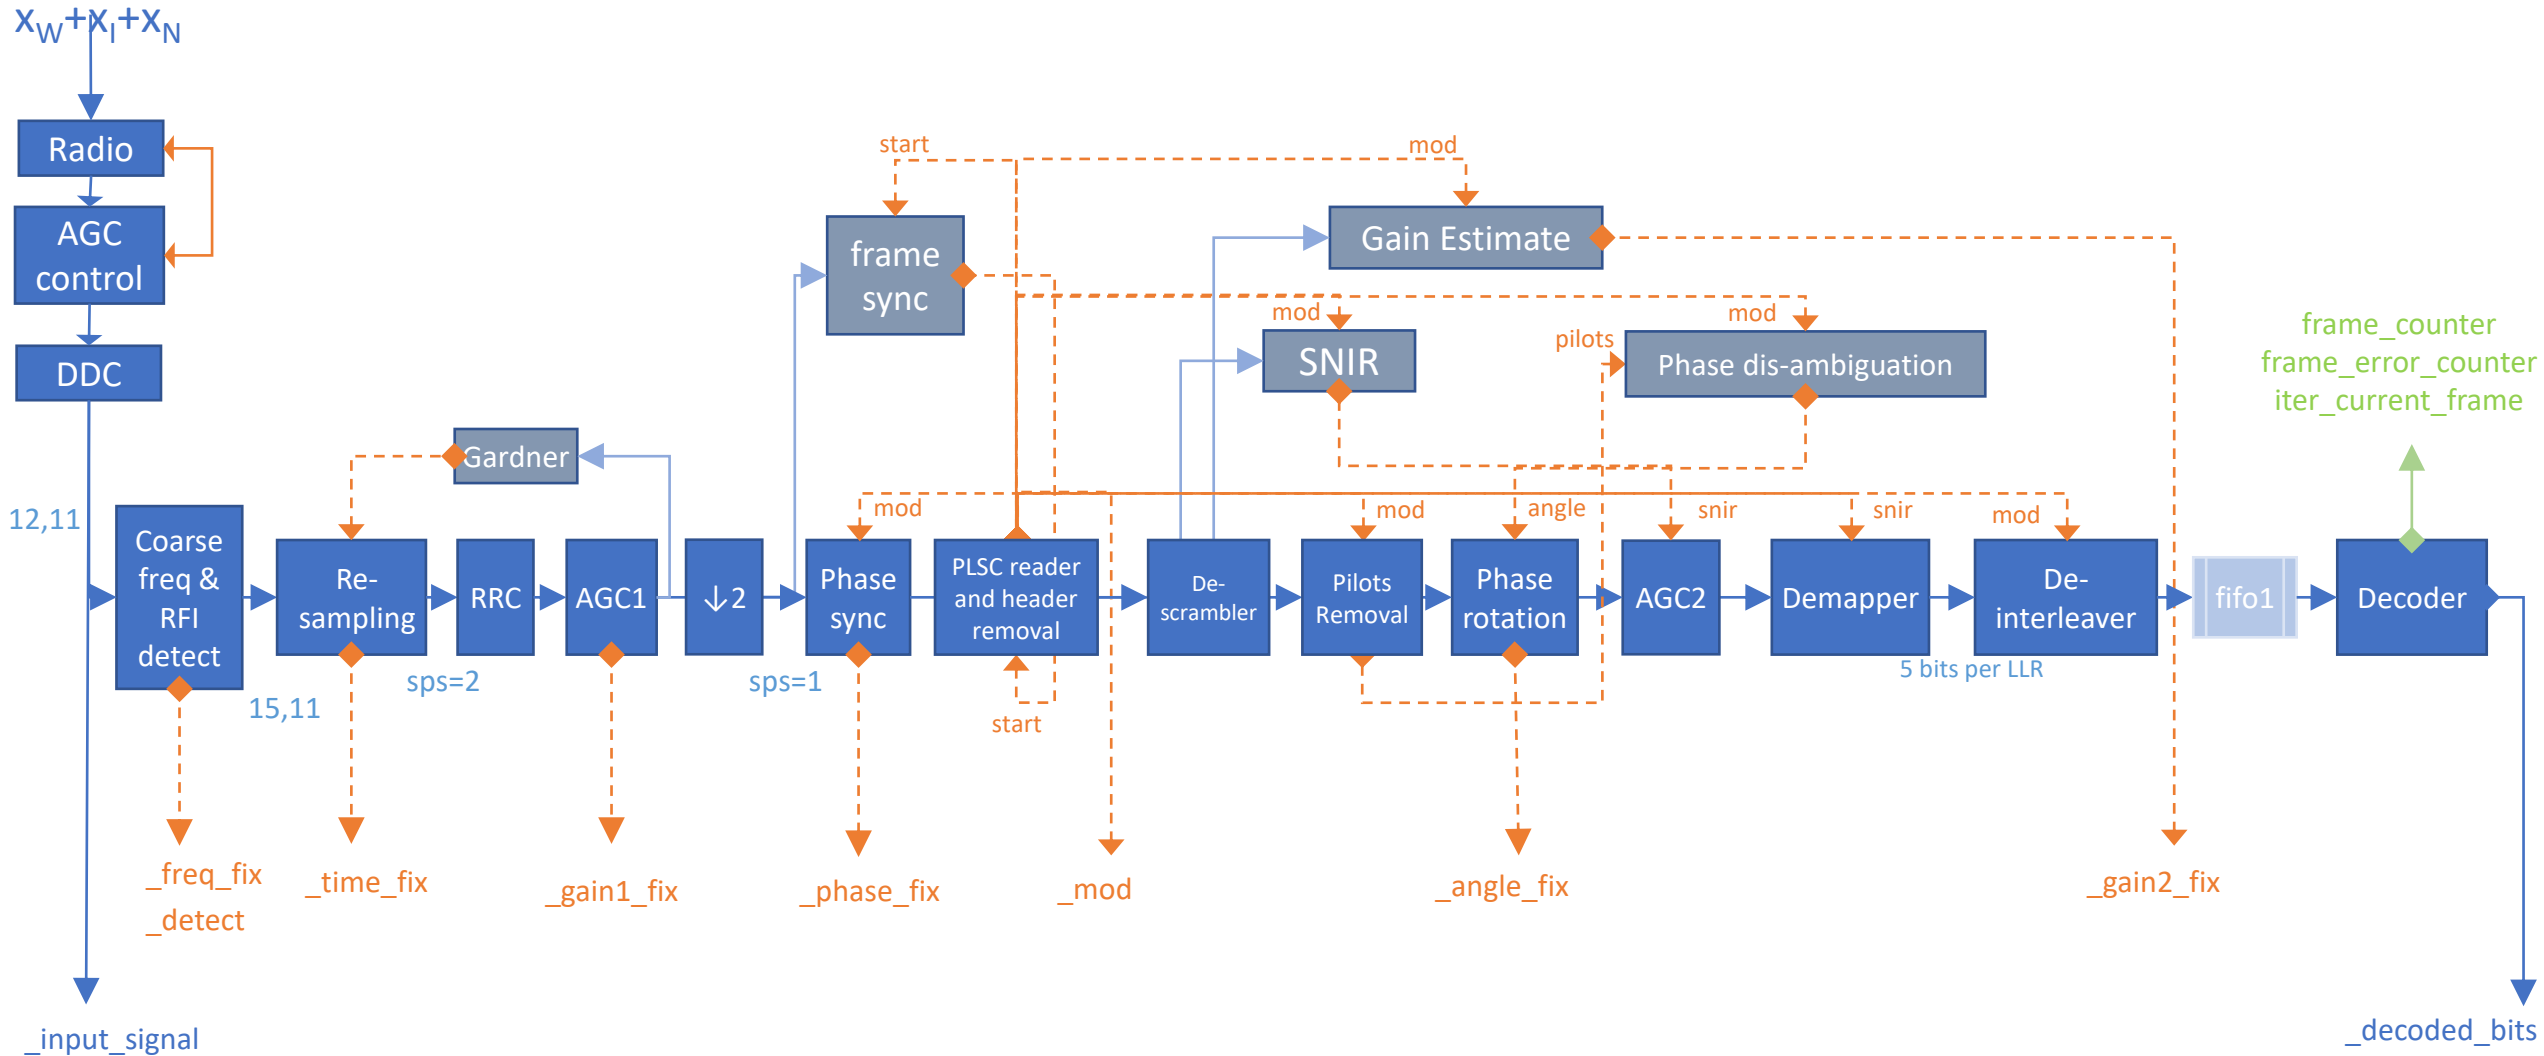 xW+xI+xN
Radio
AGC
control
DDC
start
mod
frame
sync
Gain Estimate
mod
SNIR
mod
pilots
Phase dis-ambiguation
frame_counter
frame_error_counter
iter_current_frame
Gardner
12,11
mod
mod
angle
snir
snir
mod
Coarse
freq &
RFI
detect
Re-
sampling
RRC
AGC1
↓2
Phase
sync
PLSC reader
and header
removal
De-
scrambler
Pilots
Removal
Phase
rotation
AGC2
Demapper
De-
interleaver
fifo1
Decoder
15,11
sps=2
sps=1
start
5 bits per LLR
_freq_fix
_detect
_time_fix
_gain1_fix
_phase_fix
_mod
_angle_fix
_gain2_fix
_input_signal
_decoded_bits